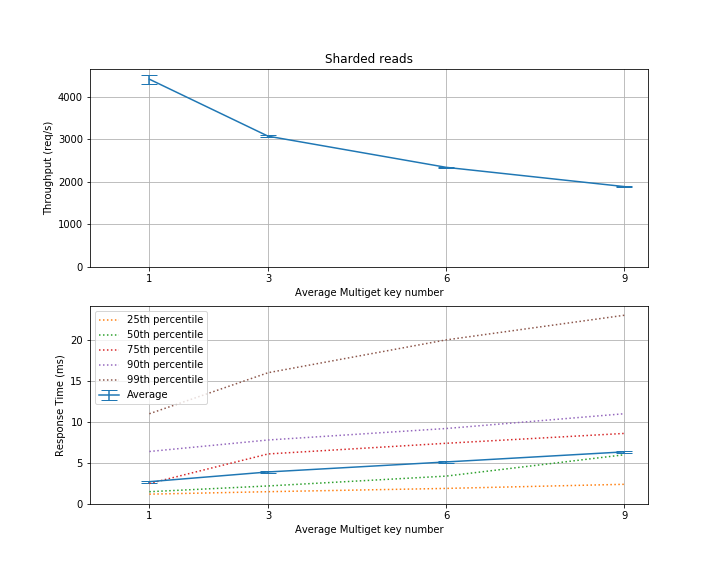 Sharded reads
Throughput (req/s)
4000
3000
2000
1000
0
1 3 6 9
Average Multiget key number
Response Time (ms)
20
15
10
5
0
25th percentile
50th percentile
75th percentile
90th percentile
99th percentile
Average
1 3 6 9
Average Multiget key number